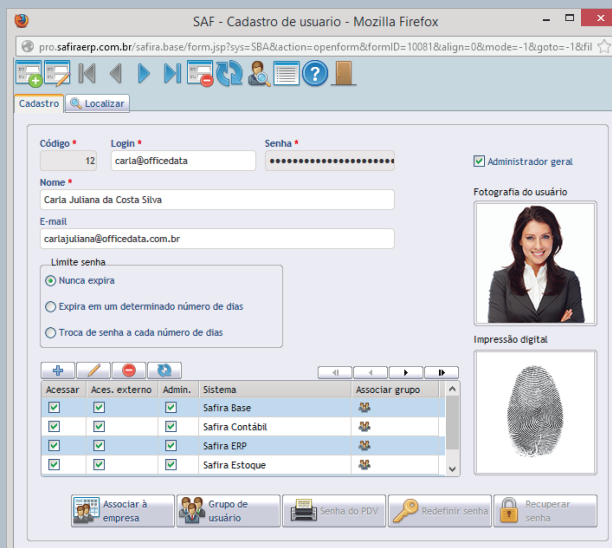 SAF - Cadastro de usuario - Mozilla Firefox
pro.safiraerp.com.br/safira.base/form.jsp?sys=SBA&action=openform&formID=10081&align=0&mode=-1&goto=-1&fil
Cadastro Localizar
Código * Login * Senha *
12 carla@officedata ••••••••••••••••••••••
Administrador geral
Nome *
Carla Juliana da Costa Silva
Fotografia do usuário
E-mail
carlajuliana@officedata.com.br
Limite senha
Nunca expira
Expira em um determinado número de dias
Troca de senha a cada número de dias
Impressão digital
Acessar Aces. externo Admin. Sistema Associar grupo
Safira Base
Safira Contábil
Safira ERP
Safira Estoque
Associar à
empresa
Grupo de
usuário
Senha do PDV
Redefinir senha
Recuperar
senha